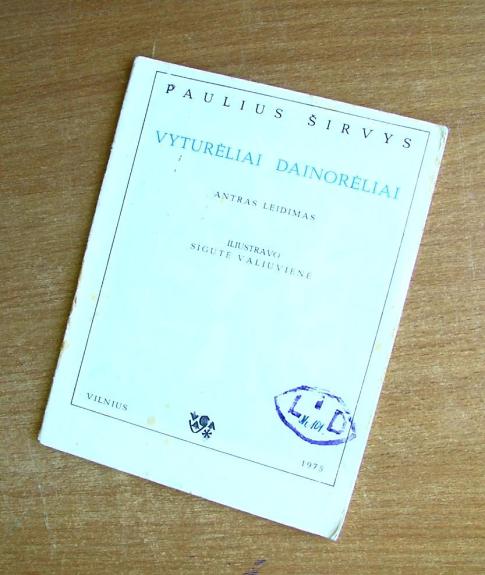 PAULIUS ŠIRVYS
VYTURĖLIAI DAINORĖLIAI
ANTRAS LEIDIMAS
ILIUSTRAVO
SIGUTĖ VALIUVIENĖ
L D
VILNIUS
1975